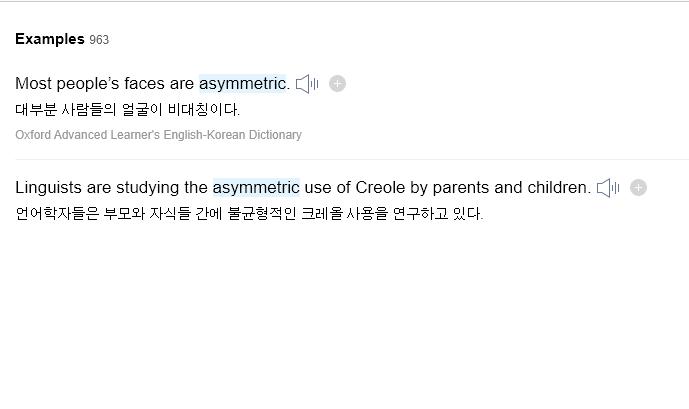 Examples 963
Most people’s faces are asymmetric.
대부분 사람들의 얼굴이 비대칭이다.
Oxford Advanced Learner's English-Korean Dictionary
Linguists are studying the asymmetric use of Creole by parents and children.
언어학자들은 부모와 자식들 간에 불균형적인 크레올 사용을 연구하고 있다.